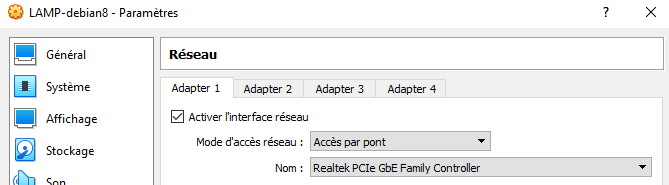 LAMP-debian8 - Paramètres
?
Général
Système
Affichage
Stockage
Son
Réseau
Adapter 1 Adapter 2 Adapter 3 Adapter 4
Activer l'interface réseau
Mode d'accès réseau : Accès par pont
Nom : Realtek PCIe GbE Family Controller